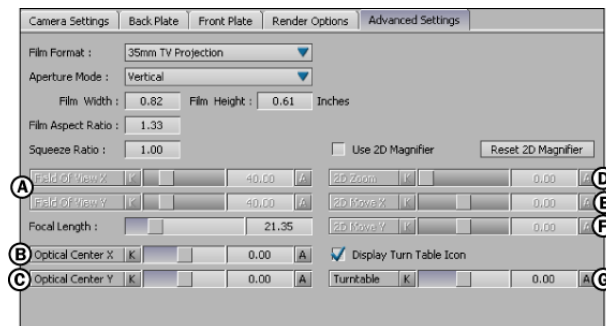 Camera Settings Back Plate Front Plate Render Options Advanced Settings
Film Format : 35mm TV Projection
Aperture Mode : Vertical
Film Width : 0.82 Film Height : 0.61 Inches
Film Aspect Ratio : 1.33
Squeeze Ratio : 1.00 Use 2D Magnifier Reset 2D Magnifier
A Field Of View X K 40.00 A 2D Zoom K 0.00 A D
Field Of View Y K 40.00 A 2D Move X K 0.00 A E
Focal Length : 21.35 2D Move Y K 0.00 A F
B Optical Center X K 0.00 A Display Turn Table Icon
C Optical Center Y K 0.00 A Turntable K 0.00 A G